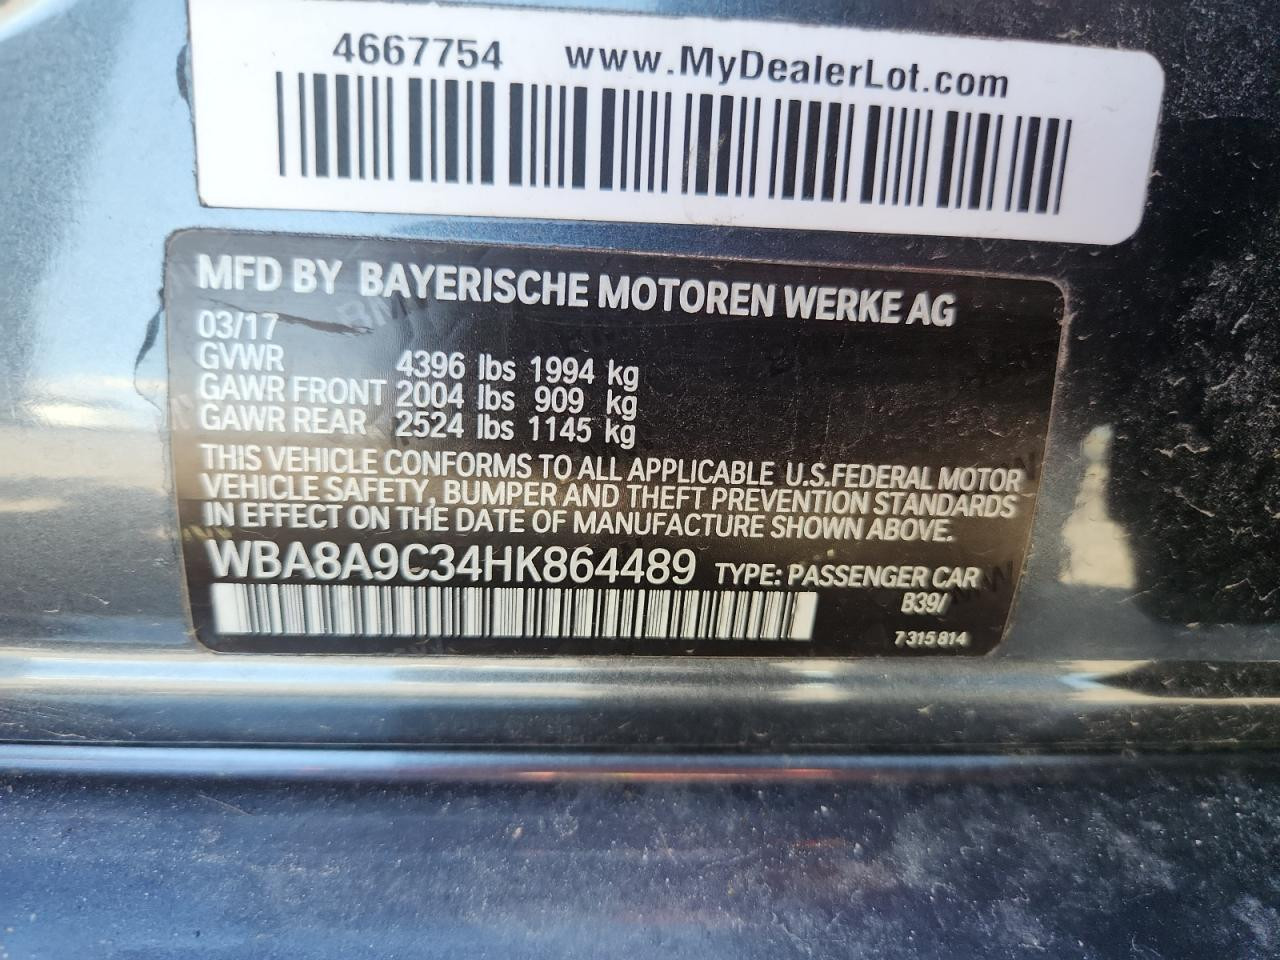 4667754 www.MyDealerLot.com
MFD BY BAYERISCHE MOTOREN WERKE AG
03/17
GVWR 4396 lbs 1994 kg
GAWR FRONT 2004 lbs 909 kg
GAWR REAR 2524 lbs 1145 kg
THIS VEHICLE CONFORMS TO ALL APPLICABLE U.S.FEDERAL MOTOR
VEHICLE SAFETY, BUMPER AND THEFT PREVENTION STANDARDS
IN EFFECT ON THE DATE OF MANUFACTURE SHOWN ABOVE.
WBA8A9C34HK864489 TYPE: PASSENGER CAR
B39/
7 315 814